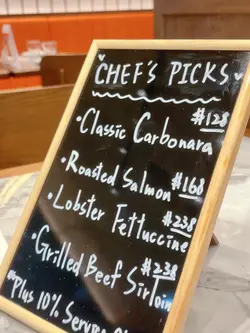 CHEF'S PICKS
$128
• Classic Carbonara
• Roasted Salmon $168
• Lobster Fettuccine $238
• Grilled Beef Sirloin $238
Plus 10% Service